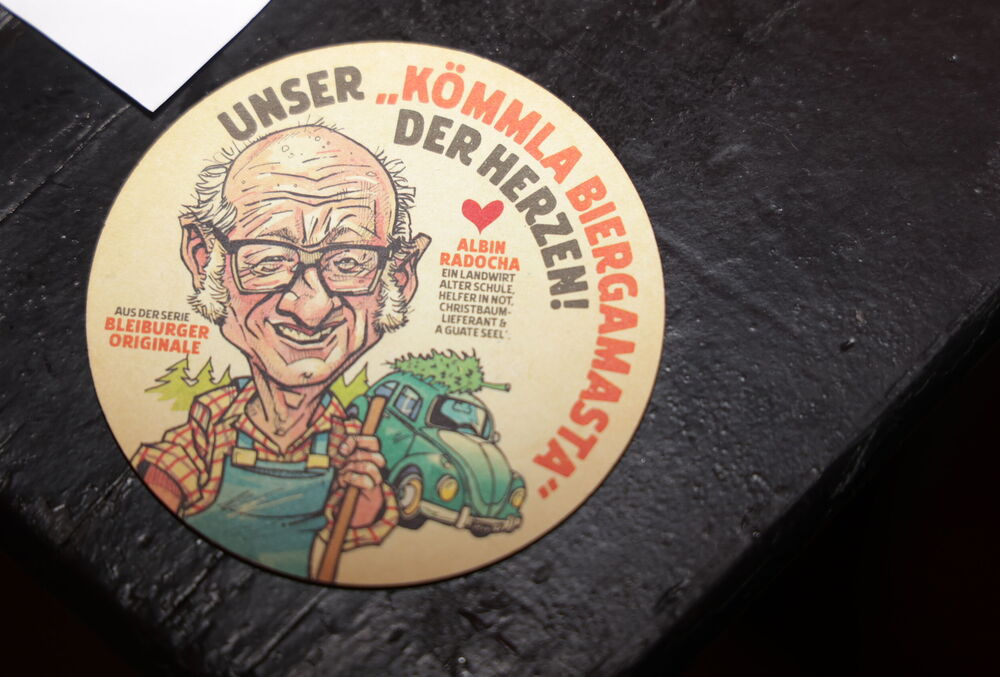 UNSER „KÖMMLA BIERGAMASTA“
DER HERZEN!
ALBIN
RADOCHA
EIN LANDWIRT
ALTER SCHULE,
HELFER IN NOT,
CHRISTBAUM-
LIEFERANT &
A GUATE SEEL'.
AUS DER SERIE
BLEIBURGER
ORIGINALE